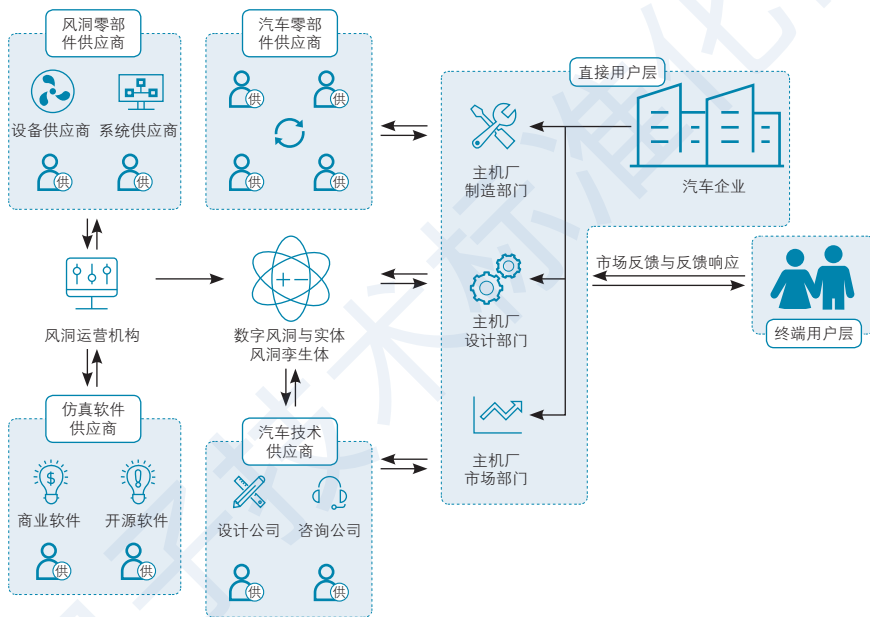 风洞零部
件供应商
设备供应商
系统供应商
供
供
汽车零部
件供应商
供
供
供
供
直接用户层
主机厂
制造部门
汽车企业
风洞运营机构
数字风洞与实体
风洞孪生体
主机厂
设计部门
市场反馈与反馈响应
终端用户层
仿真软件
供应商
$
商业软件
开源软件
供
供
汽车技术
供应商
设计公司
咨询公司
供
供
主机厂
市场部门
子技术标准化